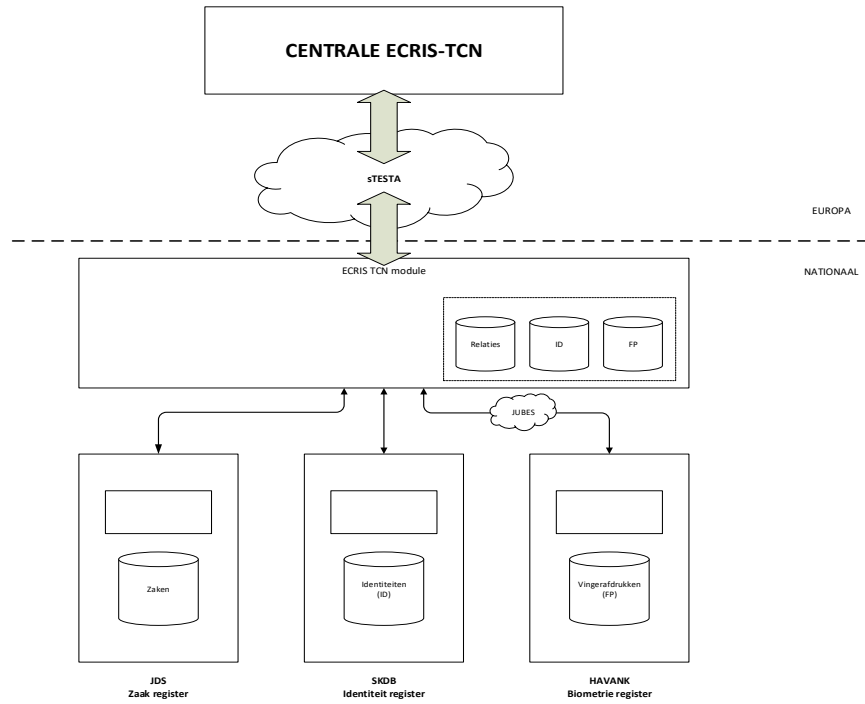 CENTRALE ECRIS-TCN
sTESTA
EUROPA
NATIONAAL
ECRIS TCN module
Relaties
ID
FP
JUBES
Zaken
Identiteiten
(ID)
Vingerafdrukken
(FP)
JDS
Zaak register
SKDB
Identiteit register
HAVANK
Biometrie register